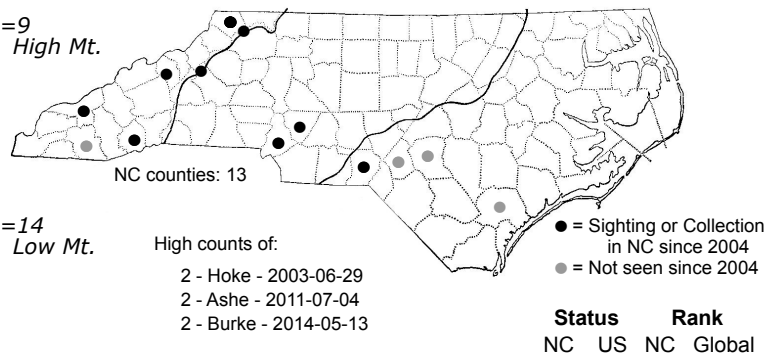 =9
High Mt.
NC counties: 13
=14
Low Mt.
High counts of:
2 - Hoke - 2003-06-29
2 - Ashe - 2011-07-04
2 - Burke - 2014-05-13
= Sighting or Collection
in NC since 2004
= Not seen since 2004
Status Rank
NC US NC Global